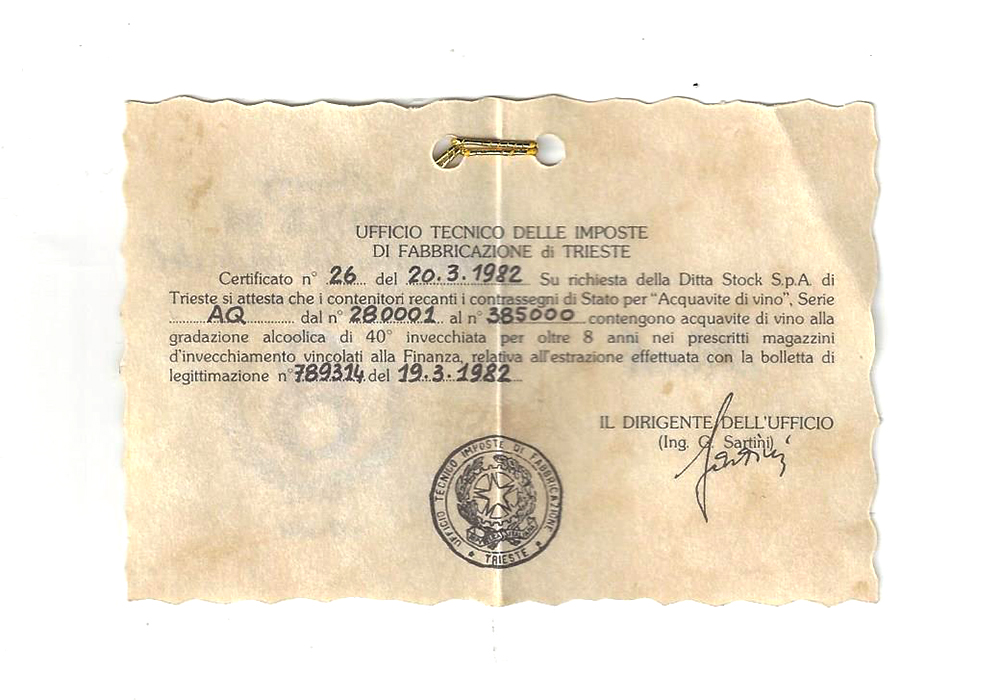 UFFICIO TECNICO DELLE IMPOSTE
DI FABBRICAZIONE di TRIESTE
Certificato n° 26 del 20.3.1982 Su richiesta della Ditta Stock S.p.A. di
Trieste si attesta che i contenitori recanti i contrassegni di Stato per "Acquavite di vino", Serie
AQ dal n° 280001 al n° 385000 contengono acquavite di vino alla
gradazione alcoolica di 40° invecchiata per oltre 8 anni nei prescritti magazzini
d'invecchiamento vincolati alla Finanza, relativa all'estrazione effettuata con la bolletta di
legittimazione n° 789314 del 19.3.1982
IL DIRIGENTE DELL'UFFICIO
(Ing. G. Sartini)
Sartini
UFFICIO TECNICO IMPOSTE DI FABBRICAZIONE
TRIESTE